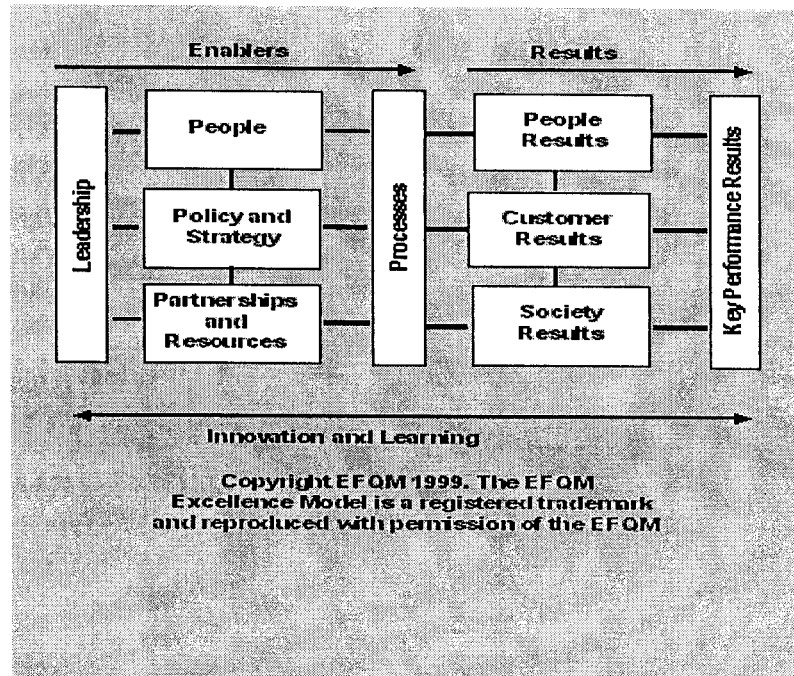 Enablers
Results
Leadership
People
Policy and
Strategy
Partnerships
and
Resources
Processes
People
Results
Customer
Results
Society
Results
Key Performance Results
Innovation and Learning
Copyright EFQM 1999. The EFQM
Excellence Model is a registered trademark
and reproduced with permission of the EFQM